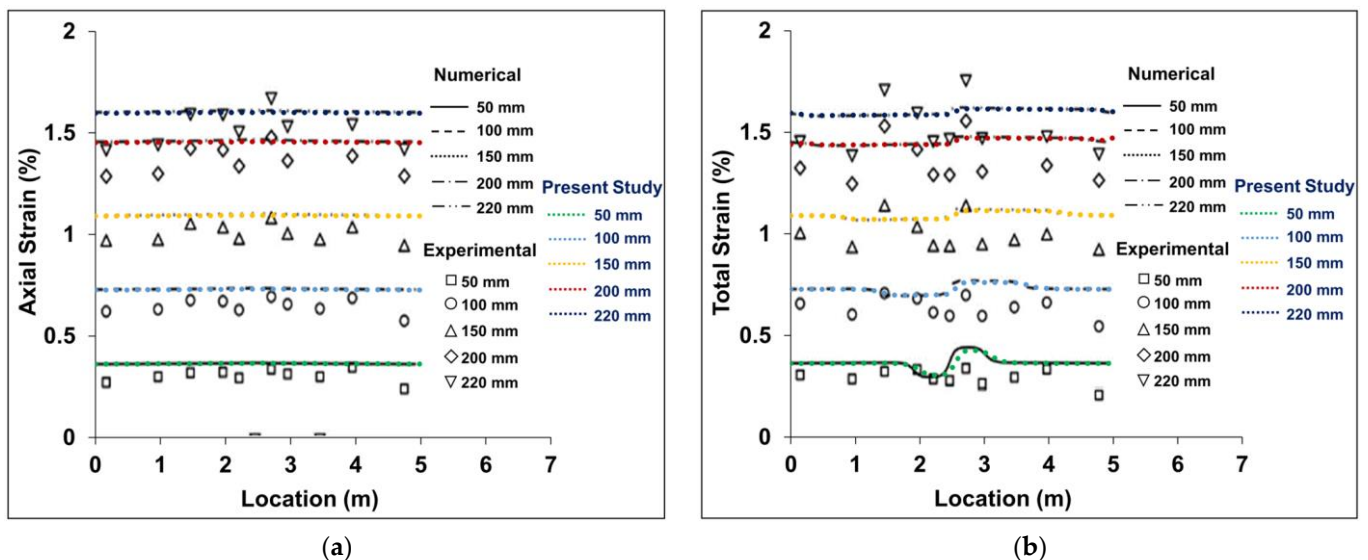 2
1.5
1
0.5
0
Axial Strain (%)
0 1 2 3 4 5 6 7
Location (m)
Numerical
50 mm
100 mm
150 mm
200 mm
220 mm
Experimental
50 mm
100 mm
150 mm
200 mm
220 mm
Present Study
50 mm
100 mm
150 mm
200 mm
220 mm
(a)
2
1.5
1
0.5
0
Total Strain (%)
0 1 2 3 4 5 6 7
Location (m)
Numerical
50 mm
100 mm
150 mm
200 mm
220 mm
Experimental
50 mm
100 mm
150 mm
200 mm
220 mm
Present Study
50 mm
100 mm
150 mm
200 mm
220 mm
(b)